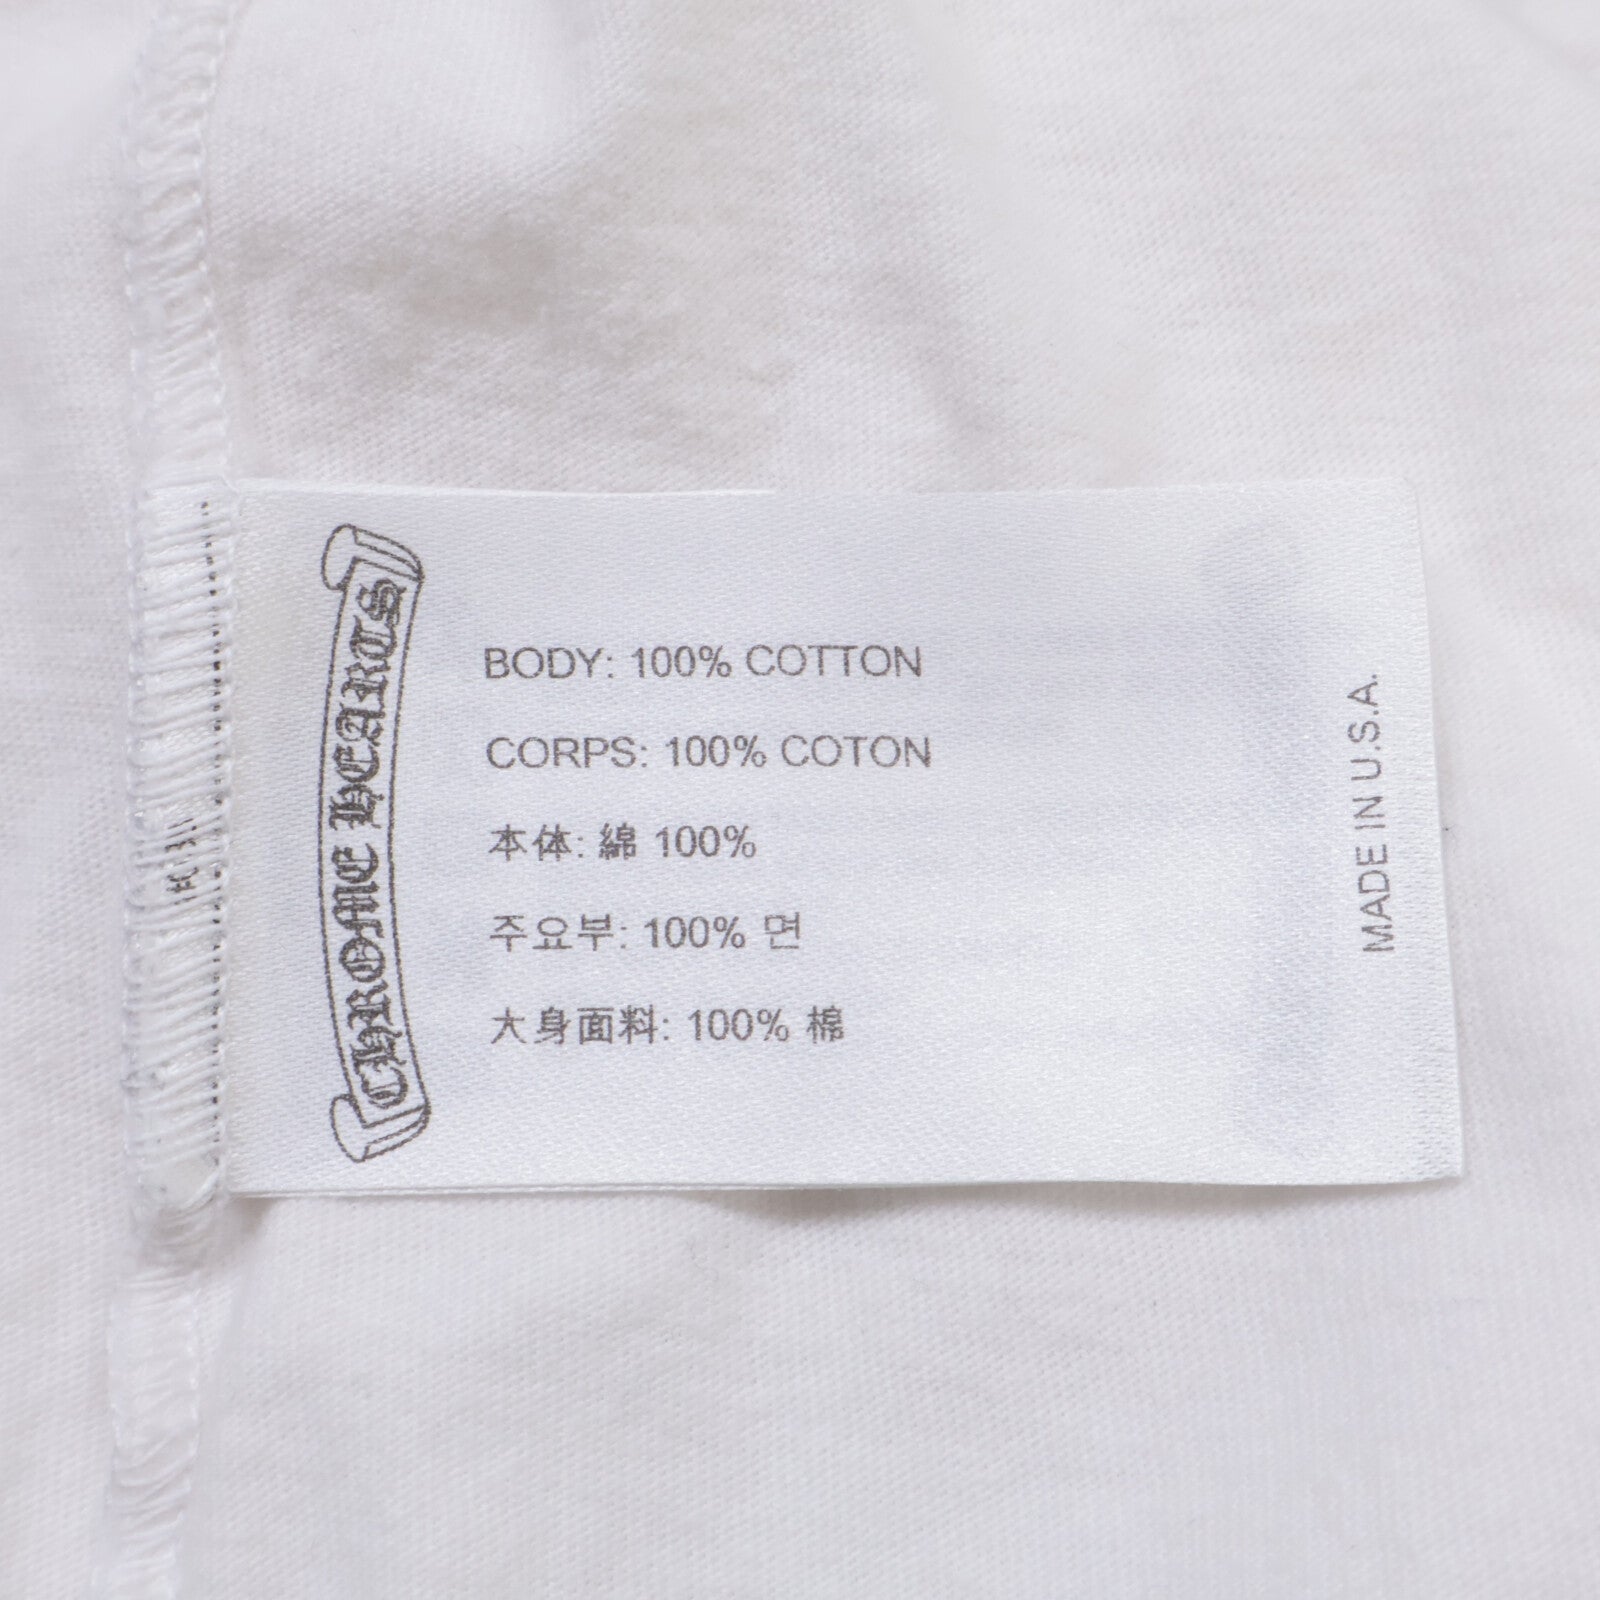 CHROME HEARTS
BODY: 100% COTTON
CORPS: 100% COTON
本体: 綿 100%
주요부: 100% 면
大身面料: 100% 棉
MADE IN U.S.A.